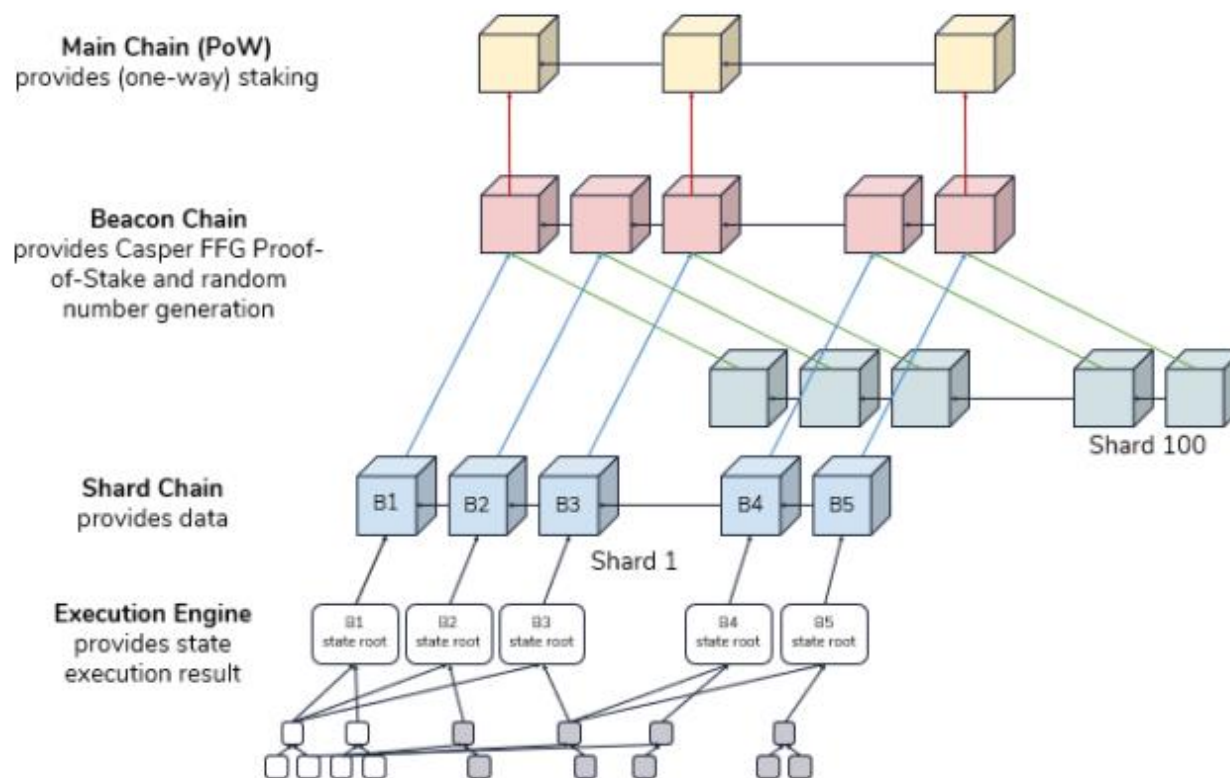 Main Chain (PoW)
provides (one-way) staking
Beacon Chain
provides Casper FFG Proof-
of-Stake and random
number generation
Shard 100
Shard Chain
provides data
B1
B2
B3
B4
B5
Shard 1
Execution Engine
provides state
execution result
B1
state root
B2
state root
B3
state root
B4
state root
B5
state root